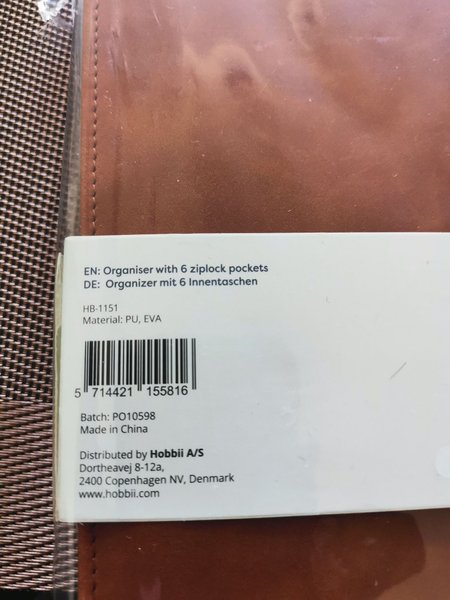 EN: Organiser with 6 ziplock pockets
DE: Organizer mit 6 Innentaschen
HB-1151
Material: PU, EVA
5 714421 155816
Batch: PO10598
Made in China
Distributed by Hobbii A/S
Dortheavej 8-12a,
2400 Copenhagen NV, Denmark
www.hobbii.com